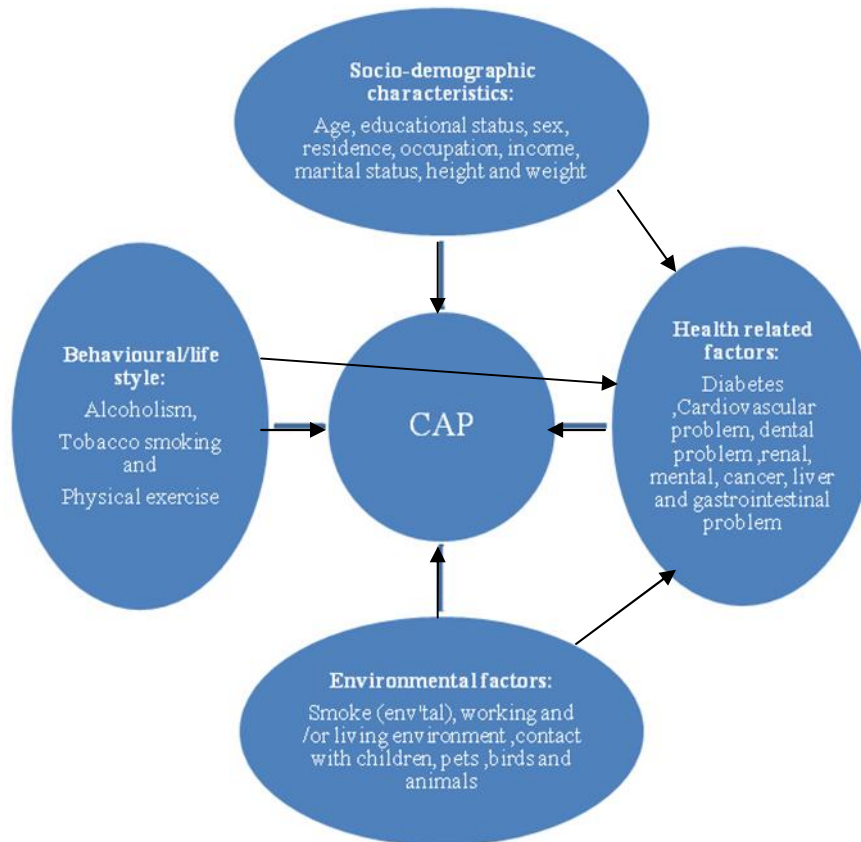 Socio-demographic
characteristics:
Age, educational status, sex,
residence, occupation, income,
marital status, height and weight
Behavioural/life
style:
Alcoholism,
Tobacco smoking
and
Physical exercise
CAP
Health related
factors:
Diabetes
,Cardiovascular
problem, dental
problem ,renal,
mental, cancer, liver
and gastrointestinal
problem
Environmental factors:
Smoke (env'tal), working and
/or living environment ,contact
with children, pets ,birds and
animals